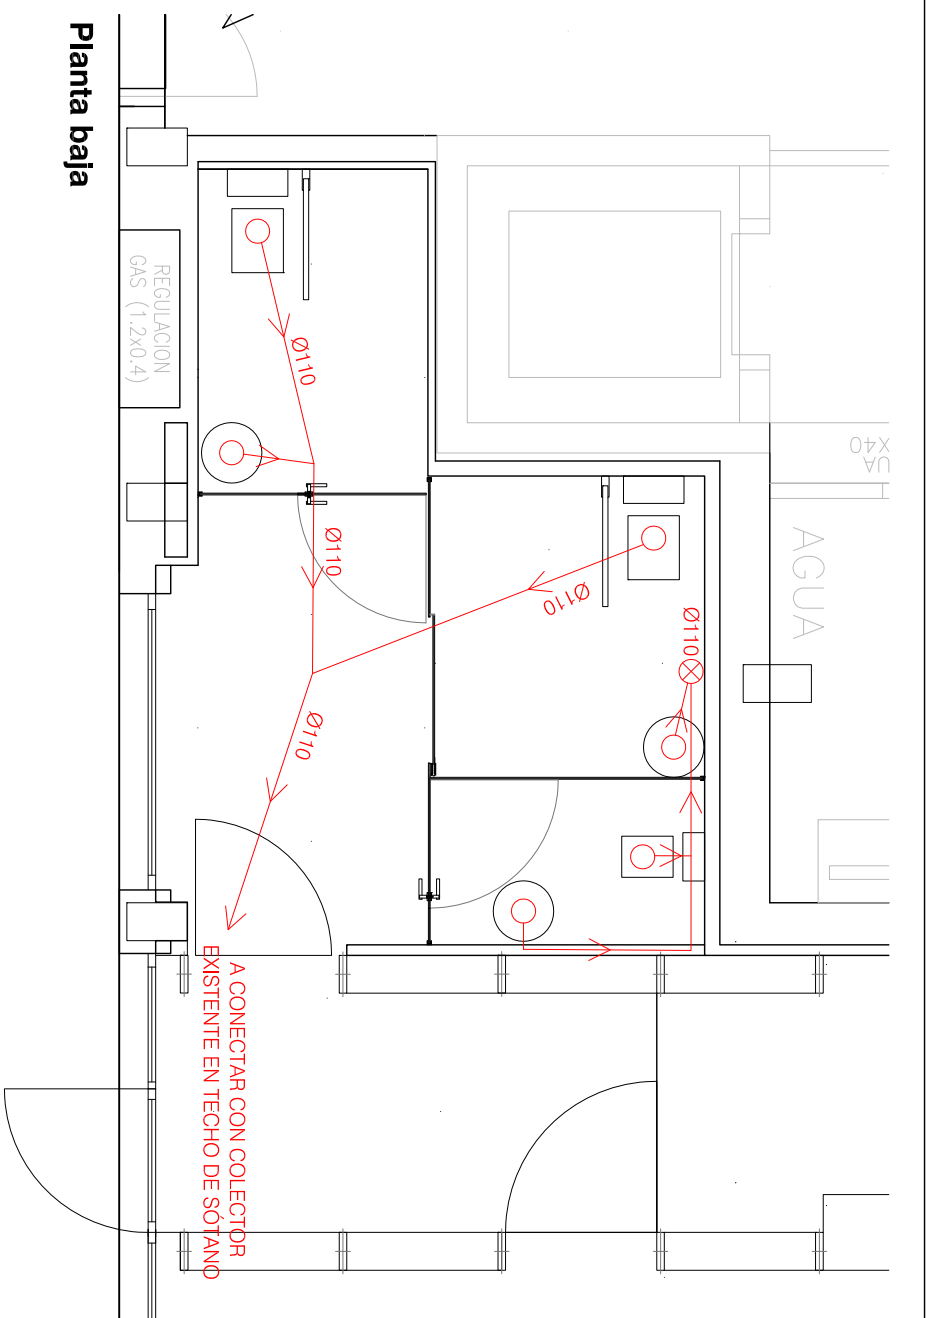 Planta baja
REGULACION
GAS (1.2x0.4)
Ø110
Ø110
Ø110
Ø110
Ø110
UA
X40
AGUA
A CONECTAR CON COLECTOR
EXISTENTE EN TECHO DE SÓTANO